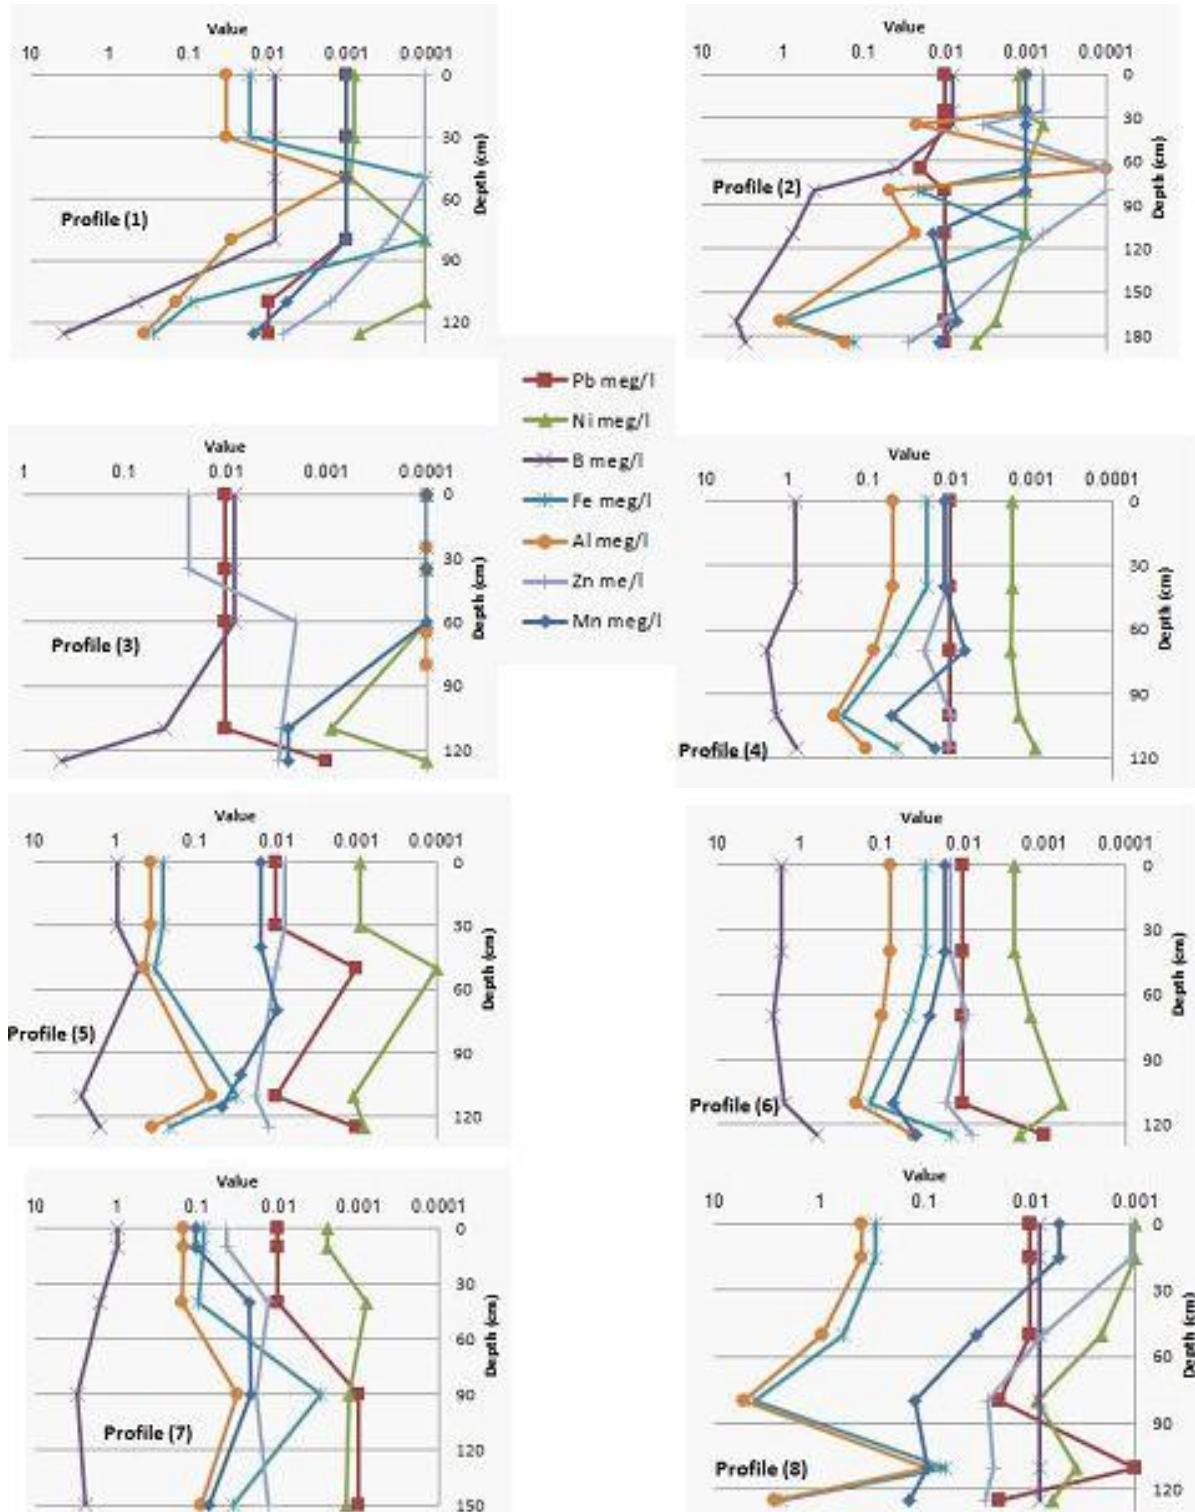 Value
10 1 0.1 0.01 0.001 0.0001
0
30
60
90
120
Depth (cm)
Profile (1)
Value
10 1 0.1 0.01 0.001 0.0001
0
30
60
90
120
150
180
Depth (cm)
Profile (2)
Pb meg/l
Ni meg/l
B meg/l
Fe meg/l
Al meg/l
Zn me/l
Mn meg/l
Value
1 0.1 0.01 0.001 0.0001
0
30
60
90
120
Depth (cm)
Profile (3)
Value
10 1 0.1 0.01 0.001 0.0001
0
30
60
90
120
Depth (cm)
Profile (4)
Value
10 1 0.1 0.01 0.001 0.0001
0
30
60
90
120
Depth (cm)
Profile (5)
Value
10 1 0.1 0.01 0.001 0.0001
0
30
60
90
120
Depth (cm)
Profile (6)
Value
10 1 0.1 0.01 0.001 0.0001
0
30
60
90
120
150
Depth (cm)
Profile (7)
Value
10 1 0.1 0.01 0.001
0
30
60
90
120
Depth (cm)
Profile (8)